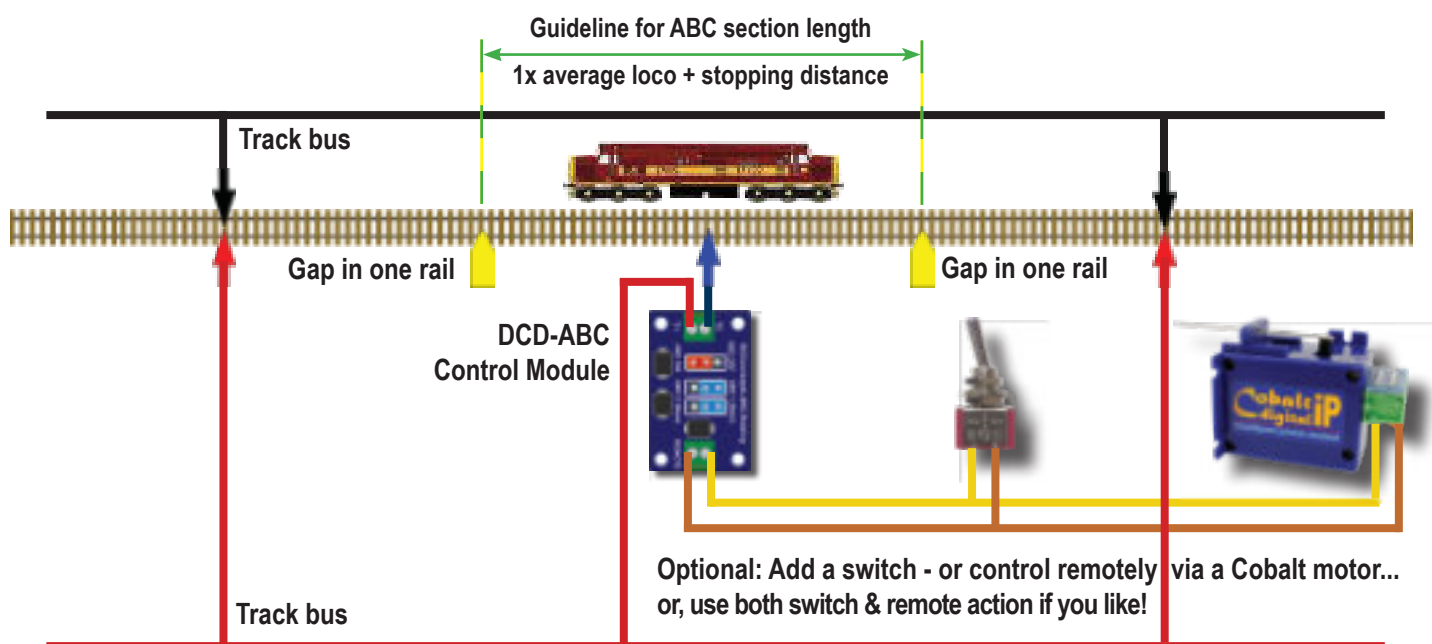 Guideline for ABC section length
1x average loco + stopping distance
Track bus
Gap in one rail
Gap in one rail
DCD-ABC
Control Module
Cobalt iP
digital
Optional: Add a switch - or control remotely via a Cobalt motor...
or, use both switch & remote action if you like!
Track bus